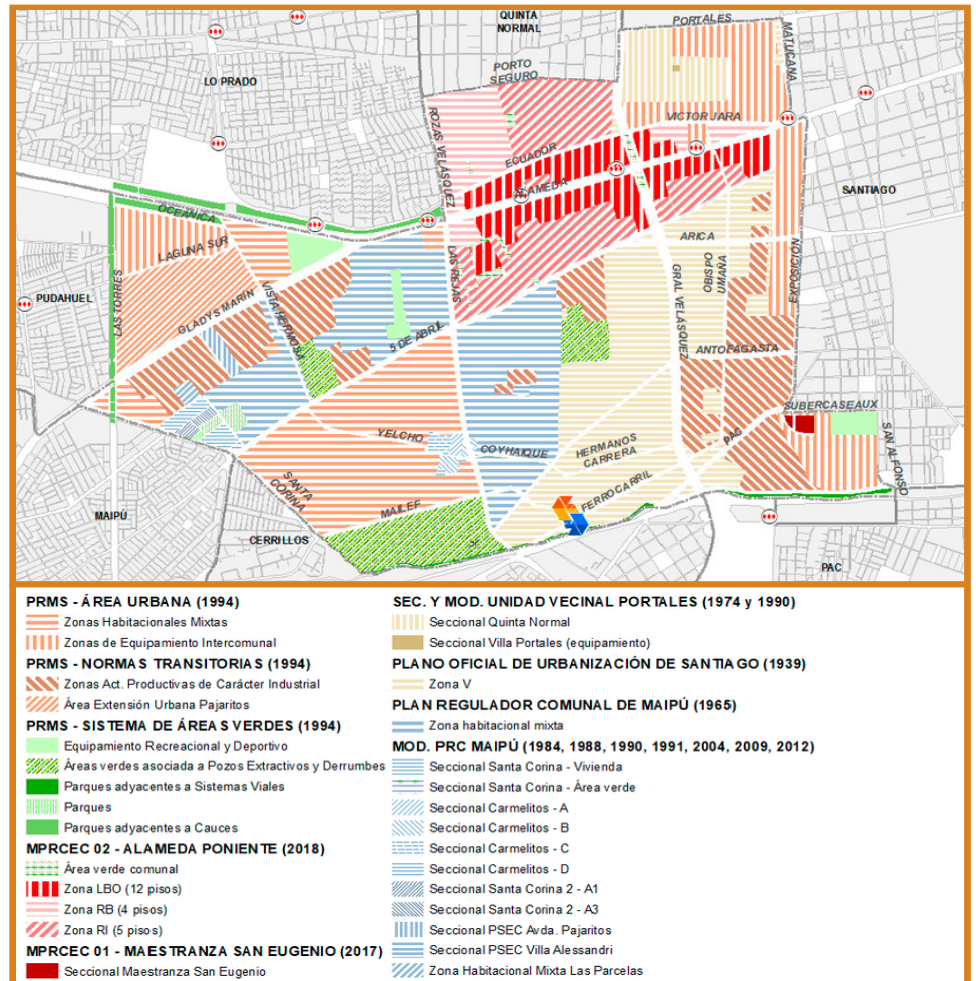 QUINTA
NORMAL
PORTALES
MATUCANA
LO PRADO
PORTO
SEGURO
ROZAS VELÁSQUEZ
VICTOR JARA
ECUADOR
ALAMEDA
SANTIAGO
OCEÁNICA
LAGUNA SUR
ARICA
OBISPO
UMAÑA
EXPOSICIÓN
PUDAHUEL
LAS TORRES
VISTA HERMOSA
GLADYS MARÍN
LAS REJAS
GRAL VELÁSQUEZ
5 DE ABRIL
ANTOFAGASTA
SUBERCASEAUX
SAN ALFONSO
YELCHO
COYHAIQUE
HERMANOS
CARRERA
PAC
SANTA
CORINA
FERROCARRIL
MAILEF
MAIPÚ
CERRILLOS
PAC
PRMS - ÁREA URBANA (1994)
Zonas Habitacionales Mixtas
Zonas de Equipamiento Intercomunal
PRMS - NORMAS TRANSITORIAS (1994)
Zonas Act. Productivas de Carácter Industrial
Área Extensión Urbana Pajaritos
PRMS - SISTEMA DE ÁREAS VERDES (1994)
Equipamiento Recreacional y Deportivo
Áreas verdes asociada a Pozos Extractivos y Derrumbes
Parques adyacentes a Sistemas Viales
Parques
Parques adyacentes a Cauces
MPRCEC 02 - ALAMEDA PONIENTE (2018)
Área verde comunal
Zona LBO (12 pisos)
Zona RB (4 pisos)
Zona RI (5 pisos)
MPRCEC 01 - MAESTRANZA SAN EUGENIO (2017)
Seccional Maestranza San Eugenio
SEC. Y MOD. UNIDAD VECINAL PORTALES (1974 y 1990)
Seccional Quinta Normal
Seccional Villa Portales (equipamiento)
PLANO OFICIAL DE URBANIZACIÓN DE SANTIAGO (1939)
Zona V
PLAN REGULADOR COMUNAL DE MAIPÚ (1965)
Zona habitacional mixta
MOD. PRC MAIPÚ (1984, 1988, 1990, 1991, 2004, 2009, 2012)
Seccional Santa Corina - Vivienda
Seccional Santa Corina - Área verde
Seccional Carmelitos - A
Seccional Carmelitos - B
Seccional Carmelitos - C
Seccional Carmelitos - D
Seccional Santa Corina 2 - A1
Seccional Santa Corina 2 - A3
Seccional PSEC Avda. Pajaritos
Seccional PSEC Villa Alessandri
Zona Habitacional Mixta Las Parcelas